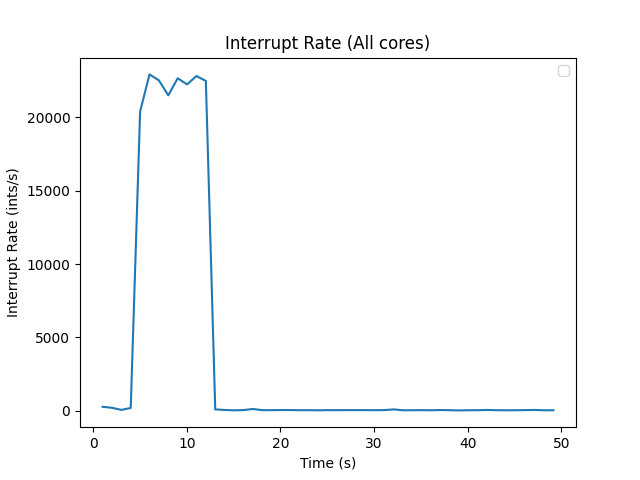 Interrupt Rate (All cores)
Interrupt Rate (ints/s)
20000
15000
10000
5000
0
0 10 20 30 40 50
Time (s)